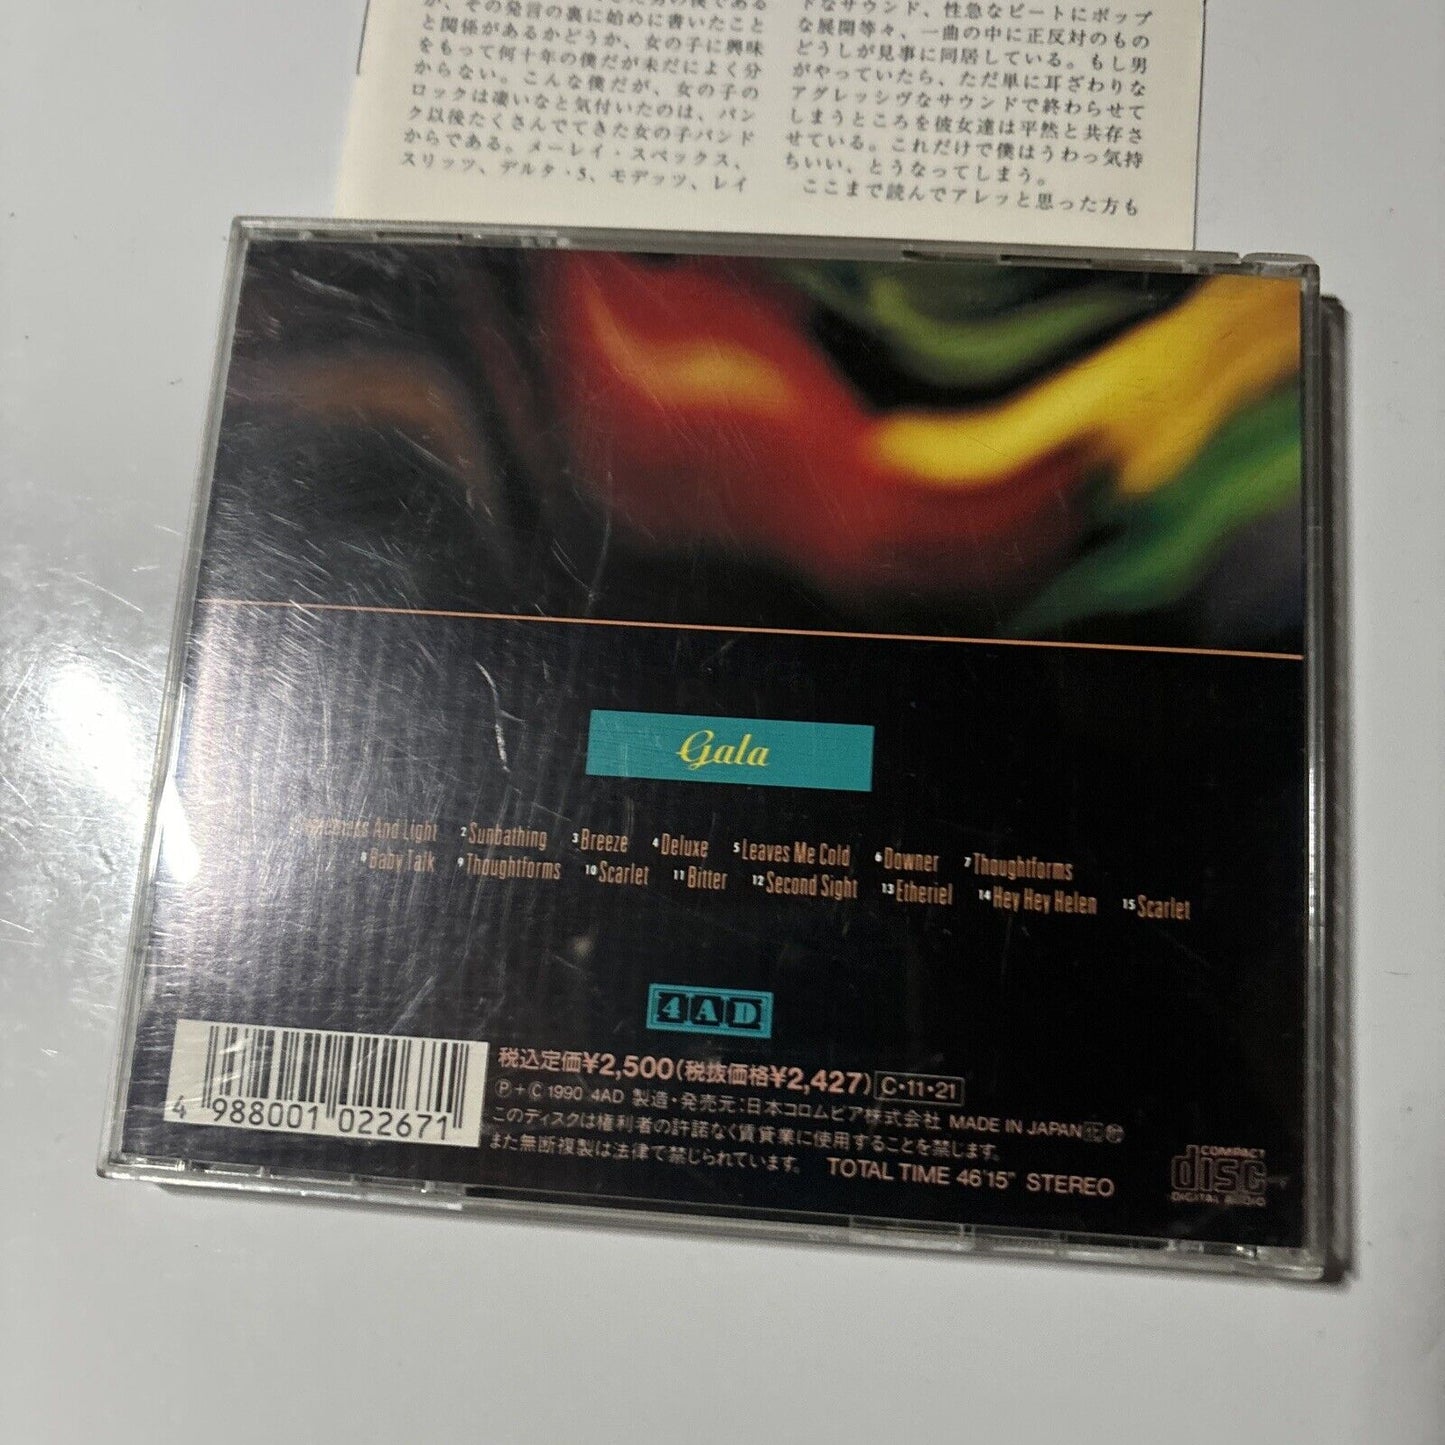 が、その発言の裏に始めに書いたこと
と関係があるかどうか、女の子に興味
をもって何十年の僕だが未だによく分
からない。こんな僕だが、女の子の
ロックは凄いなと気付いたのは、パン
ク以後たくさんでてきた女の子バンド
からである。メーレイ・スペックス、
スリッツ、デルタ・5、モデッツ、レイ
ドなサウンド、性急なビートにポップ
な展開等々、一曲の中に正反対のもの
どうしが見事に同居している。もし男
がやっていたら、ただ単に耳ざわりな
アグレッシヴなサウンドで終わらせて
しまうところを彼女達は平然と共存さ
せている。これだけで僕はうわっ気持
ちいい、とうなってしまう。
ここまで読んでアレッと思った方も
Gala
And Light 2 Sunbathing 3 Breeze 4 Deluxe 5 Leaves Me Cold 6 Downer 7 Thoughtforms
8 Baby Talk 9 Thoughtforms 10 Scarlet 11 Bitter 12 Second Sight 13 Etheriel 14 Hey Hey Helen 15 Scarlet
4AD
税込定価¥2,500(税抜価格¥2,427) C・11・21
Ⓟ+Ⓒ 1990 4AD 製造・発売元:日本コロムビア株式会社 MADE IN JAPAN
このディスクは権利者の許諾なく賃貸業に使用することを禁じます。
また無断複製は法律で禁じられています。 TOTAL TIME 46'15" STEREO
4 988001 022671
COMPACT
disc
DIGITAL AUDIO